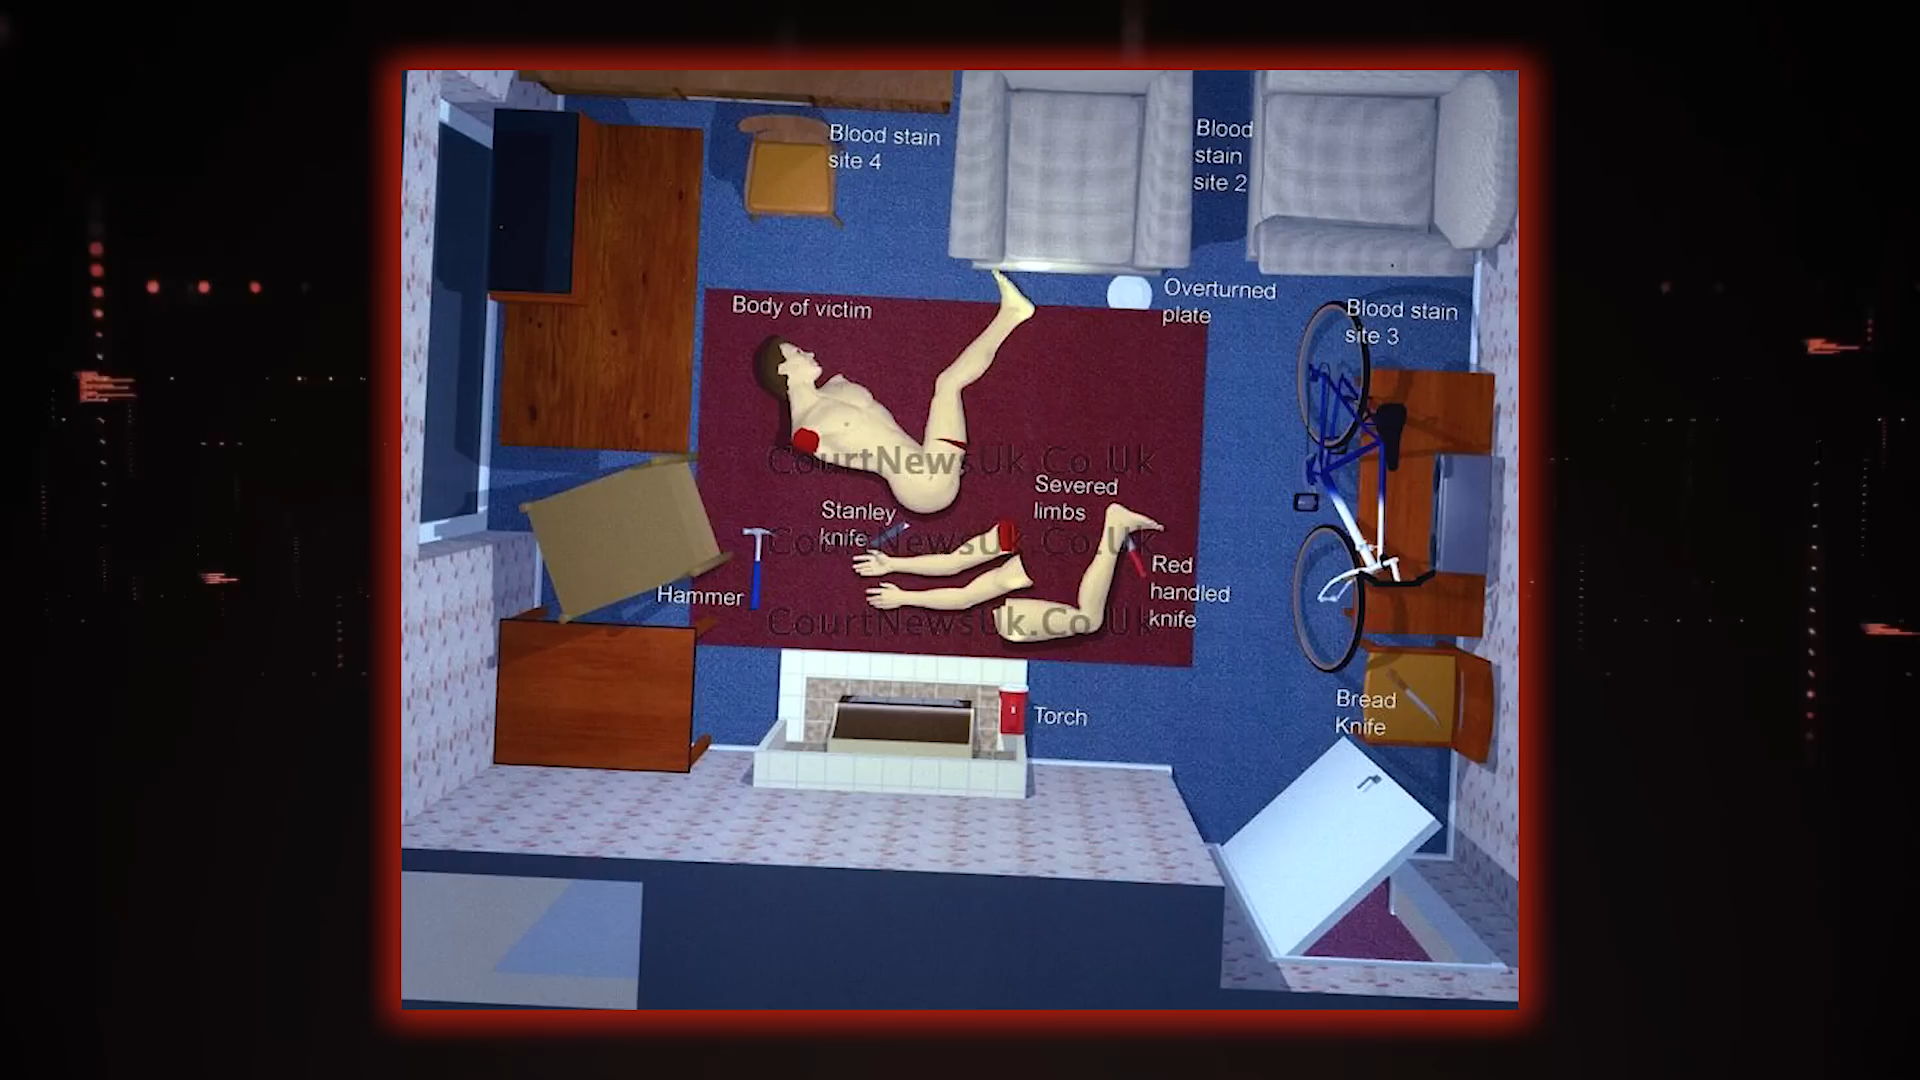 Blood stain
site 4
Blood
stain
site 2
Overturned
plate
Body of victim
Blood stain
site 3
CourtNewsUk.Co.Uk
Severed
limbs
Stanley
knife
CourtNewsUk.Co.Uk
Red
handled
knife
Hammer
CourtNewsUk.Co.Uk
Bread
Knife
Torch